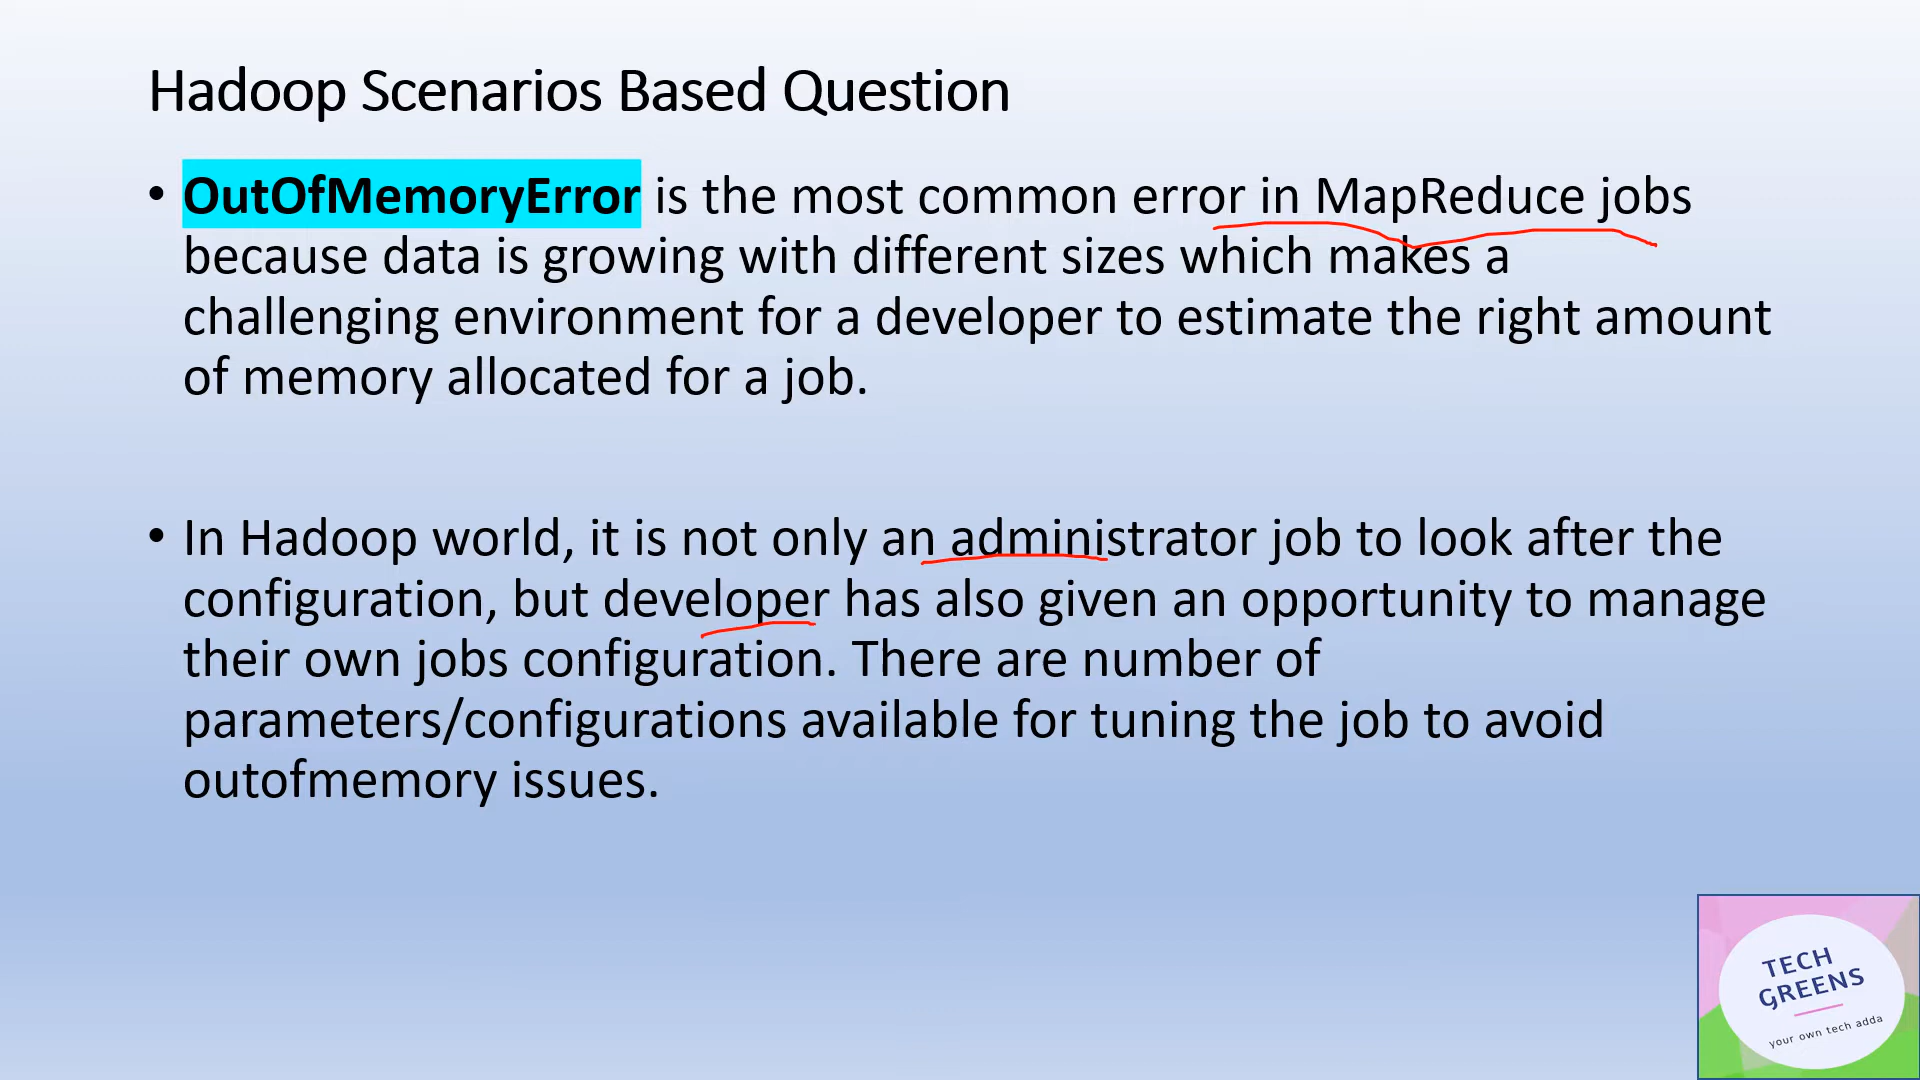 Hadoop Scenarios Based Question
• OutOfMemoryError is the most common error in MapReduce jobs
because data is growing with different sizes which makes a
challenging environment for a developer to estimate the right amount
of memory allocated for a job.
• In Hadoop world, it is not only an administrator job to look after the
configuration, but developer has also given an opportunity to manage
their own jobs configuration. There are number of
parameters/configurations available for tuning the job to avoid
outofmemory issues.
TECH
GREENS
your own tech adda